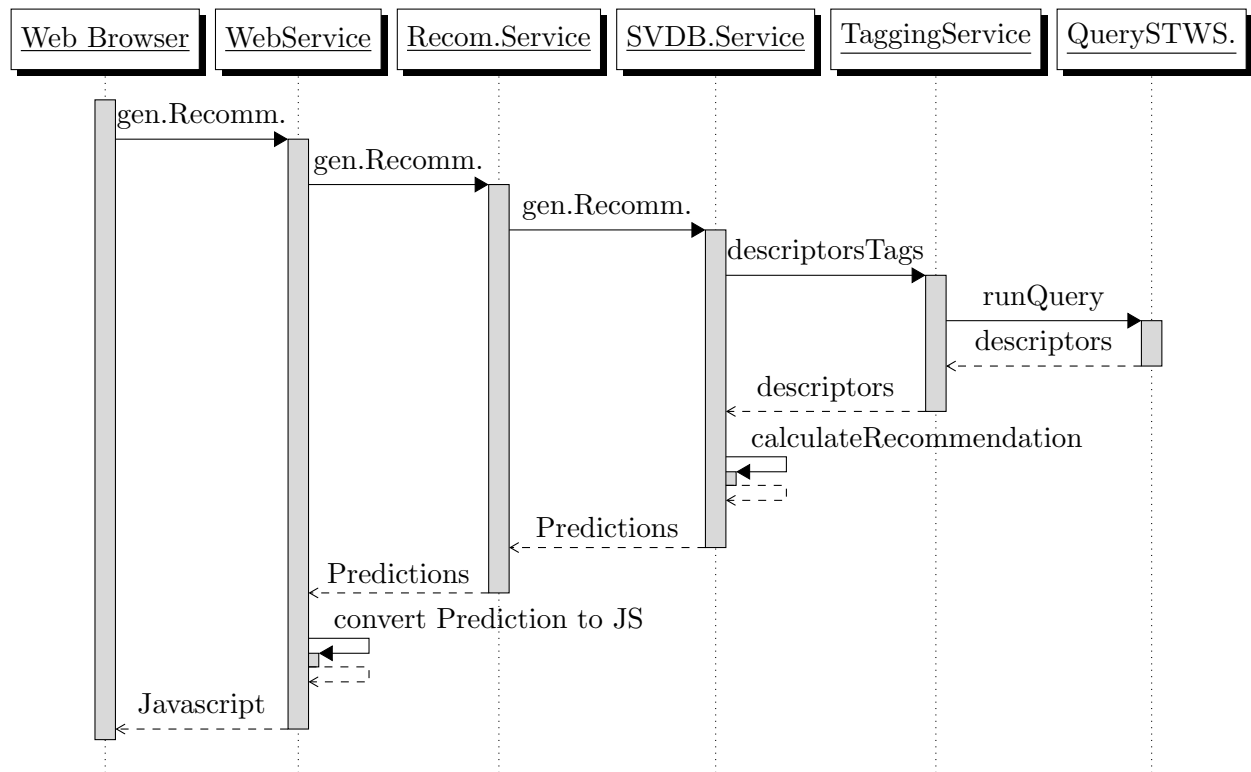 Web Browser
WebService
Recom.Service
SVDB.Service
TaggingService
QuerySTWS.
gen.Recomm.
gen.Recomm.
gen.Recomm.
descriptorsTags
runQuery
descriptors
descriptors
calculateRecommendation
Predictions
Predictions
convert Prediction to JS
Javascript